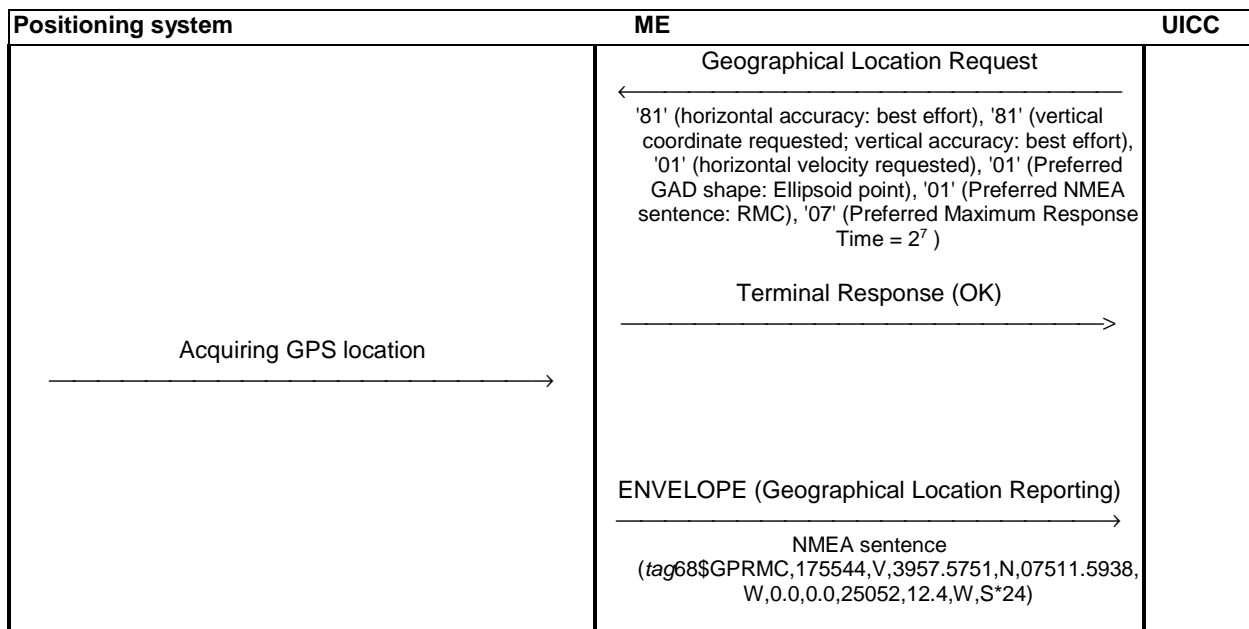 Positioning system ME UICC
Geographical Location Request
'81' (horizontal accuracy: best effort), '81' (vertical
coordinate requested; vertical accuracy: best effort),
'01' (horizontal velocity requested), '01' (Preferred
GAD shape: Ellipsoid point), '01' (Preferred NMEA
sentence: RMC), '07' (Preferred Maximum Response
Time = 2⁷ )
Terminal Response (OK)
Acquiring GPS location
ENVELOPE (Geographical Location Reporting)
NMEA sentence
(tag68$GPRMC,175544,V,3957.5751,N,07511.5938,
W,0.0,0.0,25052,12.4,W,S*24)